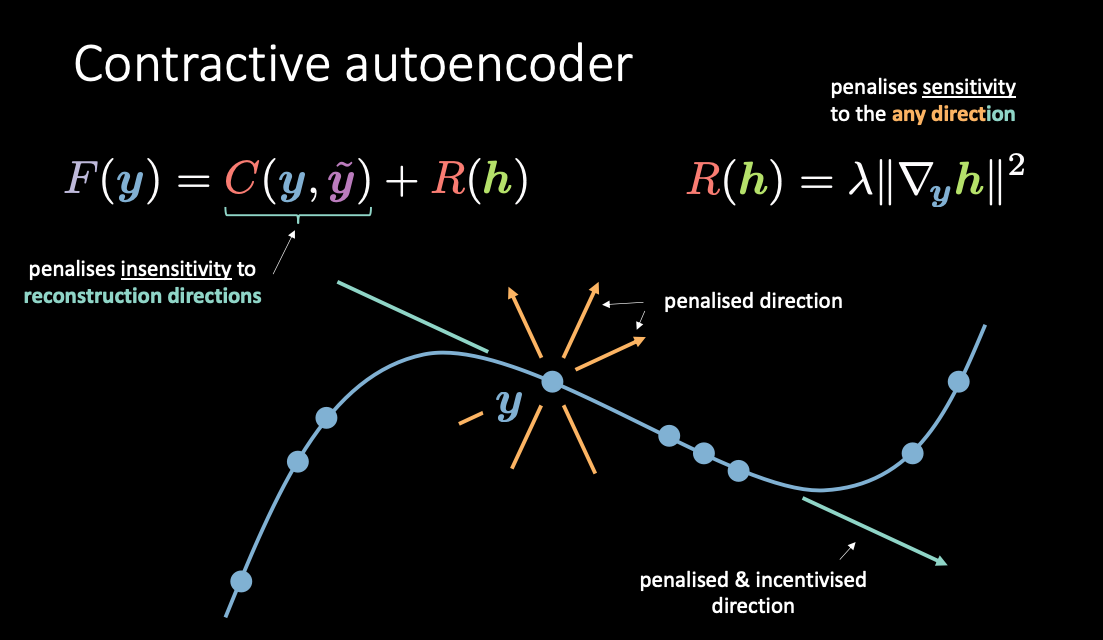 Contractive autoencoder
penalises sensitivity
to the any direction
F(y) = C(y, ỹ) + R(h)
R(h) = λ‖∇_y h‖²
penalises insensitivity to
reconstruction directions
penalised direction
y
penalised & incentivised
direction